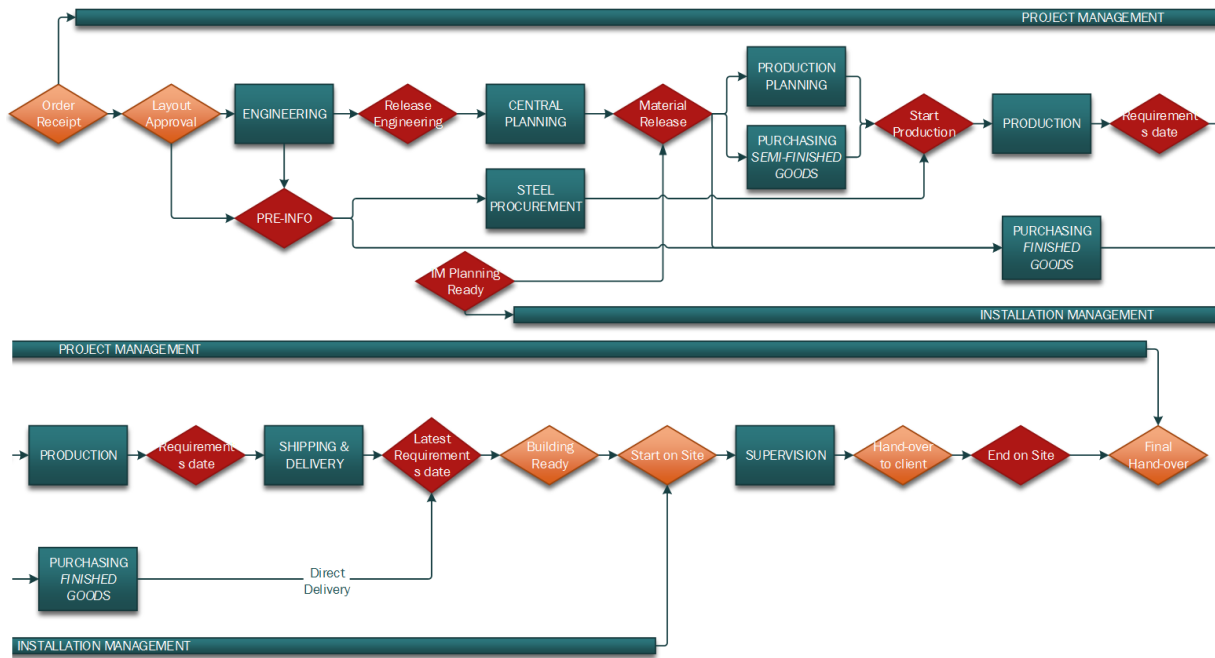 PROJECT MANAGEMENT
Order
Receipt
Layout
Approval
ENGINEERING
Release
Engineering
CENTRAL
PLANNING
Material
Release
PRODUCTION
PLANNING
PURCHASING
SEMI-FINISHED
GOODS
Start
Production
PRODUCTION
Requirement
s date
PRE-INFO
STEEL
PROCUREMENT
PURCHASING
FINISHED
GOODS
IM Planning
Ready
INSTALLATION MANAGEMENT
PROJECT MANAGEMENT
PRODUCTION
Requirement
s date
SHIPPING &
DELIVERY
Latest
Requirement
s date
Building
Ready
Start on Site
SUPERVISION
Hand-over
to client
End on Site
Final
Hand-over
PURCHASING
FINISHED
GOODS
Direct
Delivery
INSTALLATION MANAGEMENT